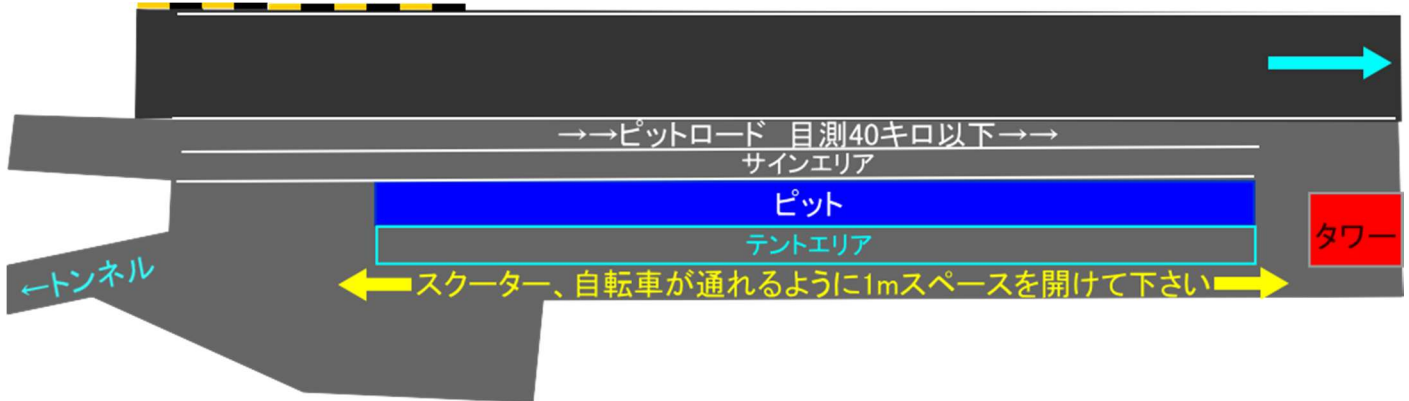 →→ピットロード　目測40キロ以下→→
サインエリア
ピット
タワー
テントエリア
←トンネル
スクーター、自転車が通れるように1mスペースを開けて下さい